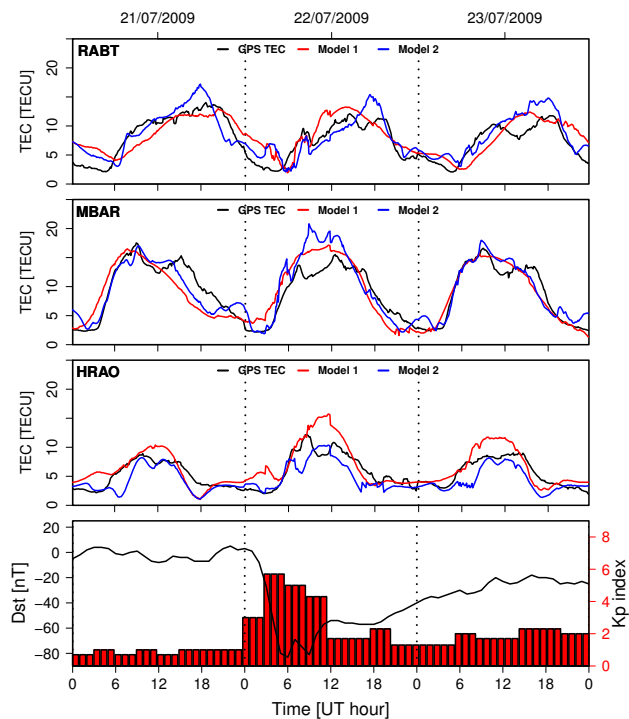 21/07/2009 22/07/2009 23/07/2009
RABT GPS TEC Model 1 Model 2
TEC [TECU]
0 5 10 20
MBAR GPS TEC Model 1 Model 2
TEC [TECU]
0 5 10 20
HRAO GPS TEC Model 1 Model 2
TEC [TECU]
0 5 10 20
Dst [nT]
20 0 −20 −40 −60 −80
Kp index
8 6 4 2 0
0 6 12 18 0 6 12 18 0 6 12 18 0
Time [UT hour]